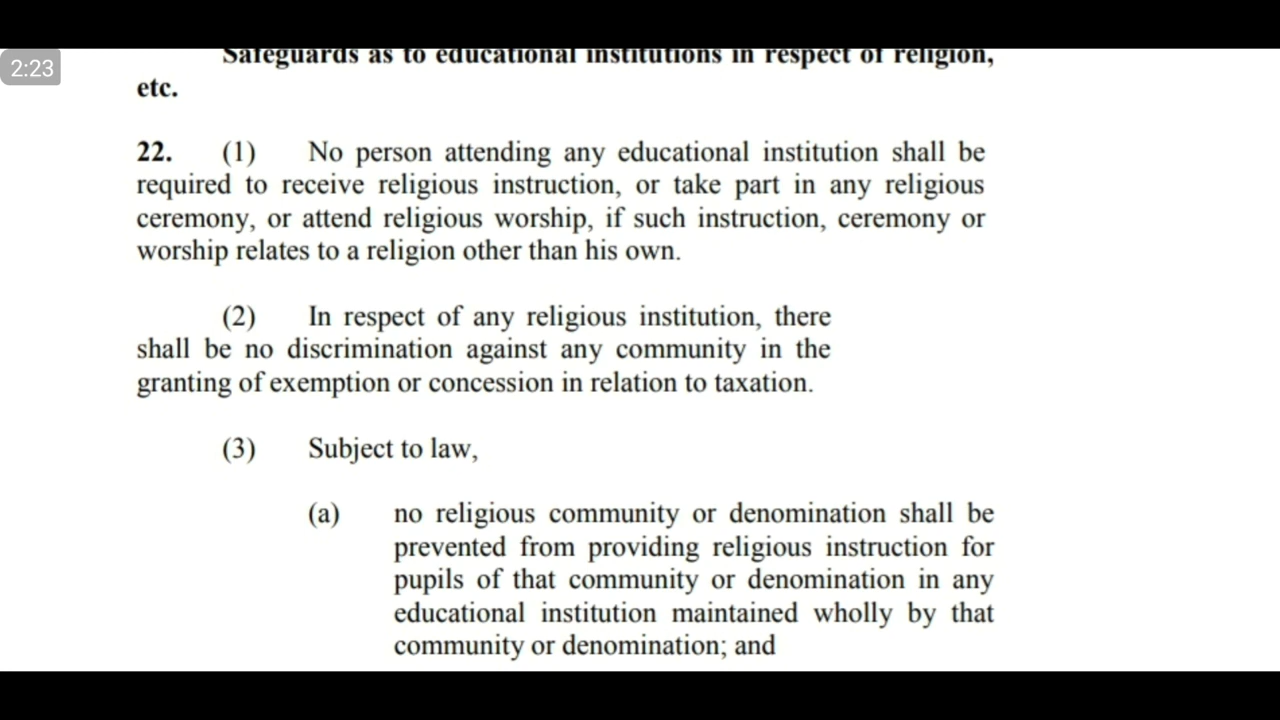 2:23
Safeguards as to educational institutions in respect of religion,
etc.
22. (1) No person attending any educational institution shall be
required to receive religious instruction, or take part in any religious
ceremony, or attend religious worship, if such instruction, ceremony or
worship relates to a religion other than his own.
(2) In respect of any religious institution, there
shall be no discrimination against any community in the
granting of exemption or concession in relation to taxation.
(3) Subject to law,
(a) no religious community or denomination shall be
prevented from providing religious instruction for
pupils of that community or denomination in any
educational institution maintained wholly by that
community or denomination; and